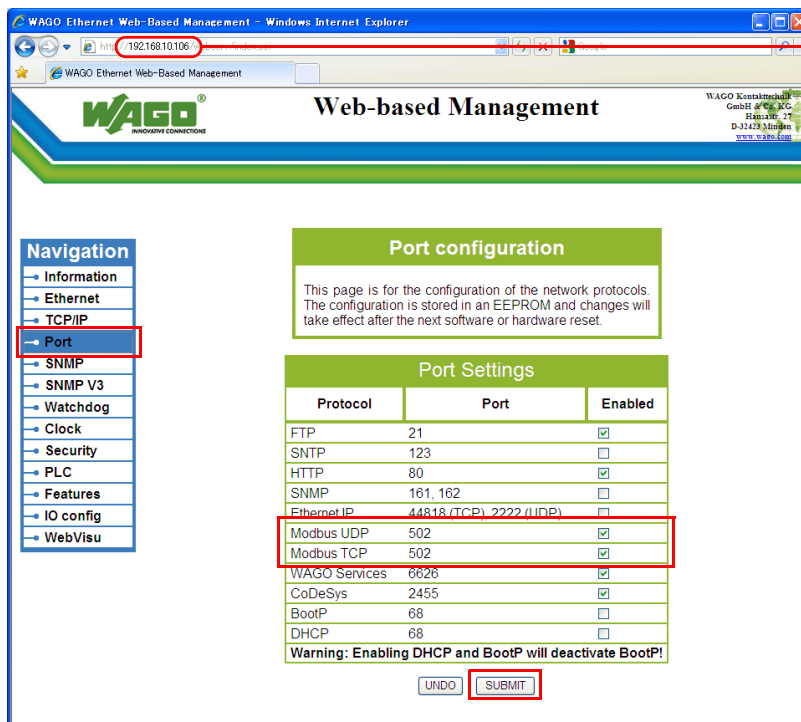 WAGO Ethernet Web-Based Management - Windows Internet Explorer
http://192.168.10.106/
Google
WAGO Ethernet Web-Based Management
WAGO®
INNOVATIVE CONNECTIONS
Web-based Management
WAGO Kontakttechnik
GmbH & Co. KG
Hansastr. 27
D-32423 Minden
www.wago.com
Navigation
Information
Ethernet
TCP/IP
Port
SNMP
SNMP V3
Watchdog
Clock
Security
PLC
Features
IO config
WebVisu
Port configuration
This page is for the configuration of the network protocols.
The configuration is stored in an EEPROM and changes will
take effect after the next software or hardware reset.
Port Settings
Protocol Port Enabled
FTP 21
SNTP 123
HTTP 80
SNMP 161, 162
Ethernet IP 44818 (TCP), 2222 (UDP)
Modbus UDP 502
Modbus TCP 502
WAGO Services 6626
CoDeSys 2455
BootP 68
DHCP 68
Warning: Enabling DHCP and BootP will deactivate BootP!
UNDO SUBMIT